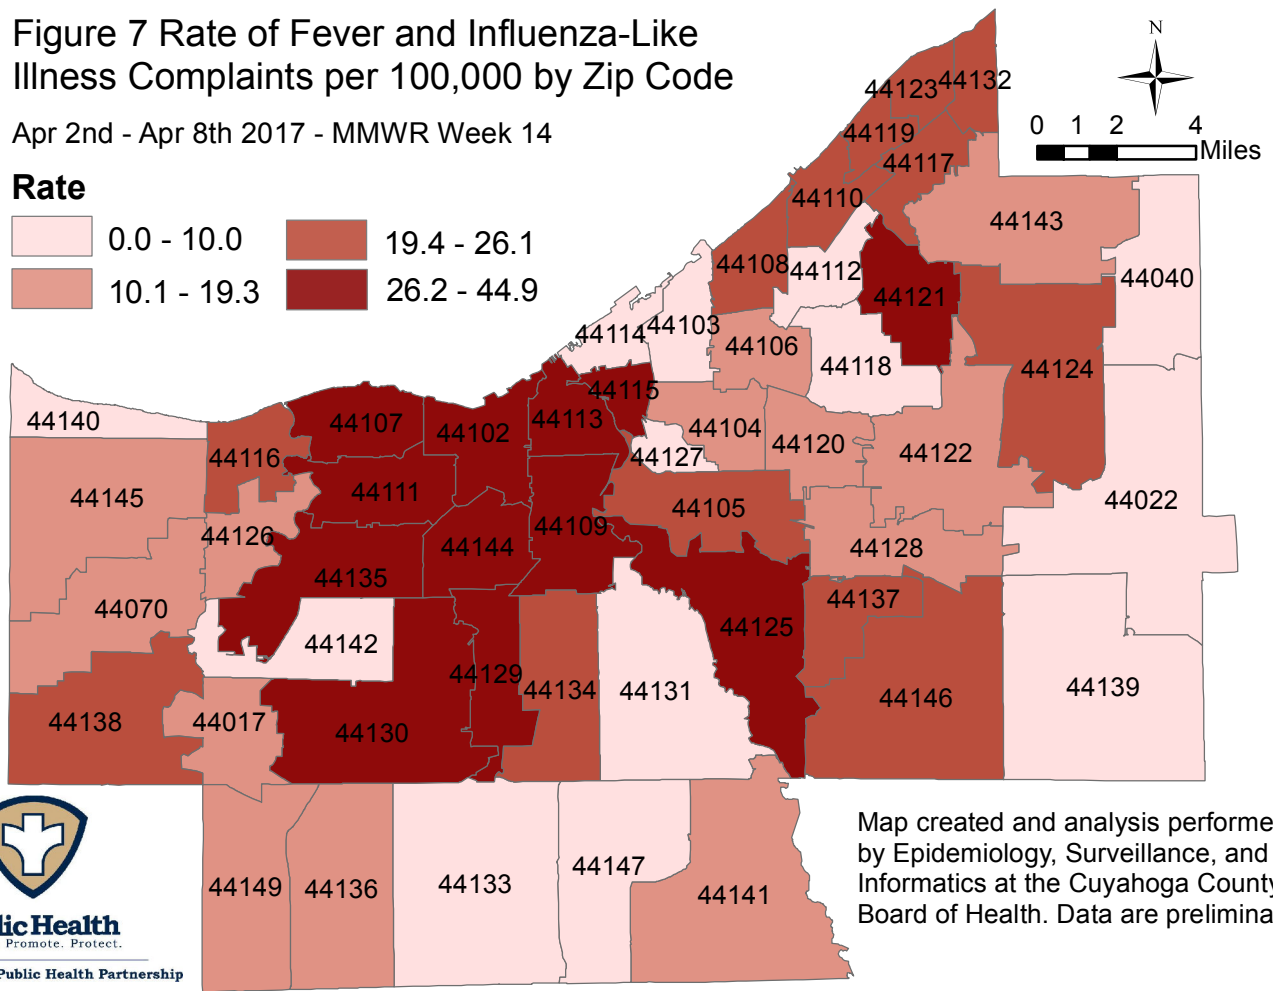 Figure 7 Rate of Fever and Influenza-Like
Illness Complaints per 100,000 by Zip Code
Apr 2nd - Apr 8th 2017 - MMWR Week 14
Rate
0.0 - 10.0
19.4 - 26.1
10.1 - 19.3
26.2 - 44.9
N
0 1 2 4
Miles
44123
44132
44119
44117
44110
44143
44108
44112
44040
44121
44114
44103
44106
44118
44124
44115
44140
44107
44102
44113
44104
44120
44122
44116
44127
44145
44111
44022
44105
44126
44109
44144
44128
44135
44070
44137
44125
44142
44129
44134
44131
44139
44146
44138
44017
44130
44149
44136
44133
44147
44141
Map created and analysis performe
by Epidemiology, Surveillance, and
Informatics at the Cuyahoga County
Board of Health. Data are prelimina
lic Health
Promote. Protect.
Public Health Partnership